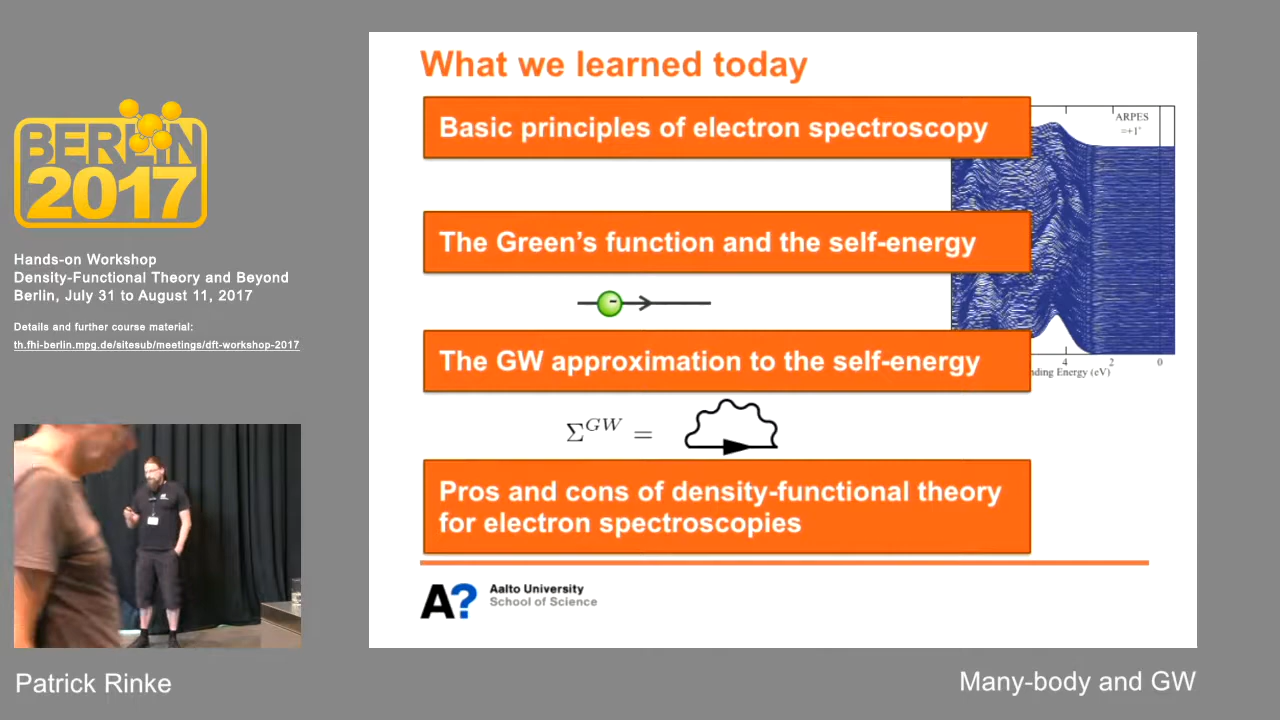 BERLIN
2017
Hands-on Workshop
Density-Functional Theory and Beyond
Berlin, July 31 to August 11, 2017
Details and further course material:
th.fhi-berlin.mpg.de/sitesub/meetings/dft-workshop-2017
What we learned today
Basic principles of electron spectroscopy
ARPES
=+1°
The Green's function and the self-energy
-
The GW approximation to the self-energy
4 2 0
nding Energy (eV)
Σ^GW =
Pros and cons of density-functional theory
for electron spectroscopies
A?
Aalto University
School of Science
Patrick Rinke
Many-body and GW